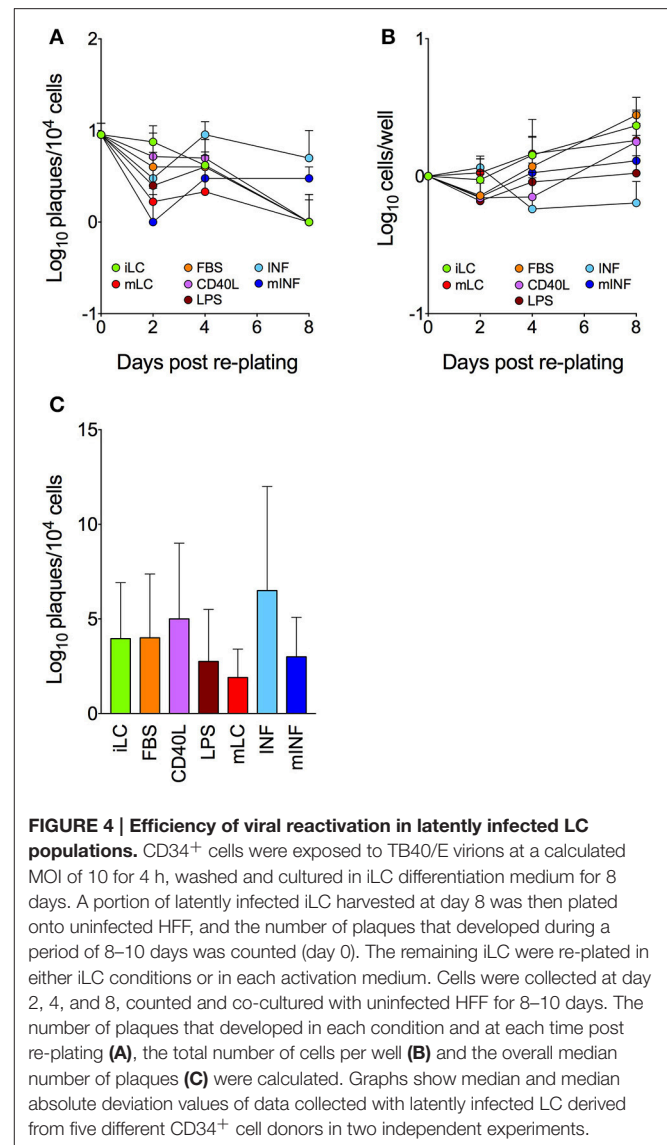 A
B
2
1
0
-1
Log10 plaques/10⁴ cells
iLC
mLC
FBS
CD40L
LPS
INF
mINF
0 2 4 8
Days post re-plating
1
0
-1
Log10 cells/well
iLC
mLC
FBS
CD40L
LPS
INF
mINF
0 2 4 8
Days post re-plating
C
15
10
5
0
Log10 plaques/10⁴ cells
iLC
FBS
CD40L
LPS
mLC
INF
mINF
FIGURE 4 | Efficiency of viral reactivation in latently infected LC
populations. CD34+ cells were exposed to TB40/E virions at a calculated
MOI of 10 for 4 h, washed and cultured in iLC differentiation medium for 8
days. A portion of latently infected iLC harvested at day 8 was then plated
onto uninfected HFF, and the number of plaques that developed during a
period of 8–10 days was counted (day 0). The remaining iLC were re-plated in
either iLC conditions or in each activation medium. Cells were collected at day
2, 4, and 8, counted and co-cultured with uninfected HFF for 8–10 days. The
number of plaques that developed in each condition and at each time post
re-plating (A), the total number of cells per well (B) and the overall median
number of plaques (C) were calculated. Graphs show median and median
absolute deviation values of data collected with latently infected LC derived
from five different CD34+ cell donors in two independent experiments.